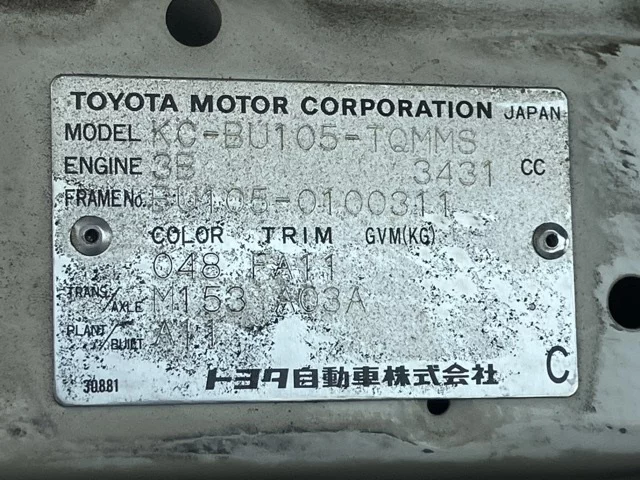 TOYOTA MOTOR CORPORATION JAPAN
MODEL KC-BU105-TQMMS
ENGINE 3B 3431 CC
FRAME No. BU105-0100311
COLOR TRIM GVM(KG)
048 FA11
TRANS/AXLE M153 A03A
PLANT/BUILT A11
30881 トヨタ自動車株式会社 C